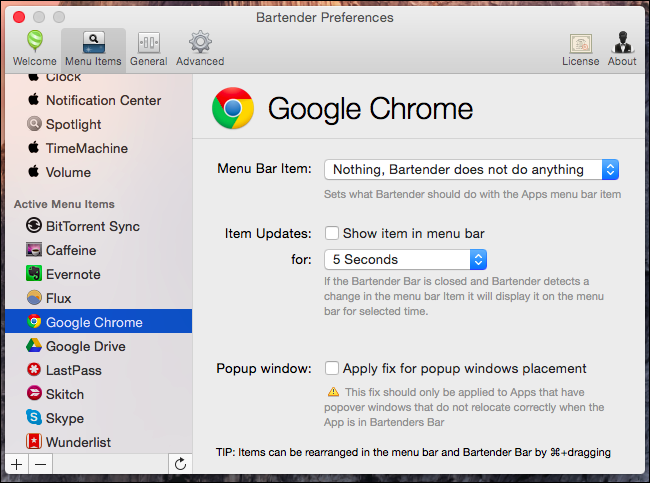 Bartender Preferences
Welcome
Menu Items
General
Advanced
License
About
Clock
Notification Center
Spotlight
TimeMachine
Volume
Active Menu Items
BitTorrent Sync
Caffeine
Evernote
Flux
Google Chrome
Google Drive
LastPass
Skitch
Skype
Wunderlist
Google Chrome
Menu Bar Item: Nothing, Bartender does not do anything
Sets what Bartender should do with the Apps menu bar item
Item Updates: Show item in menu bar
for: 5 Seconds
If the Bartender Bar is closed and Bartender detects
a change in the menu bar Item it will display it on the menu
bar for selected time.
Popup window: Apply fix for popup windows placement
This fix should only be applied to Apps that have
popover windows that do not relocate correctly when the
App is in Bartenders Bar
TIP: Items can be rearranged in the menu bar and Bartender Bar by ⌘+dragging